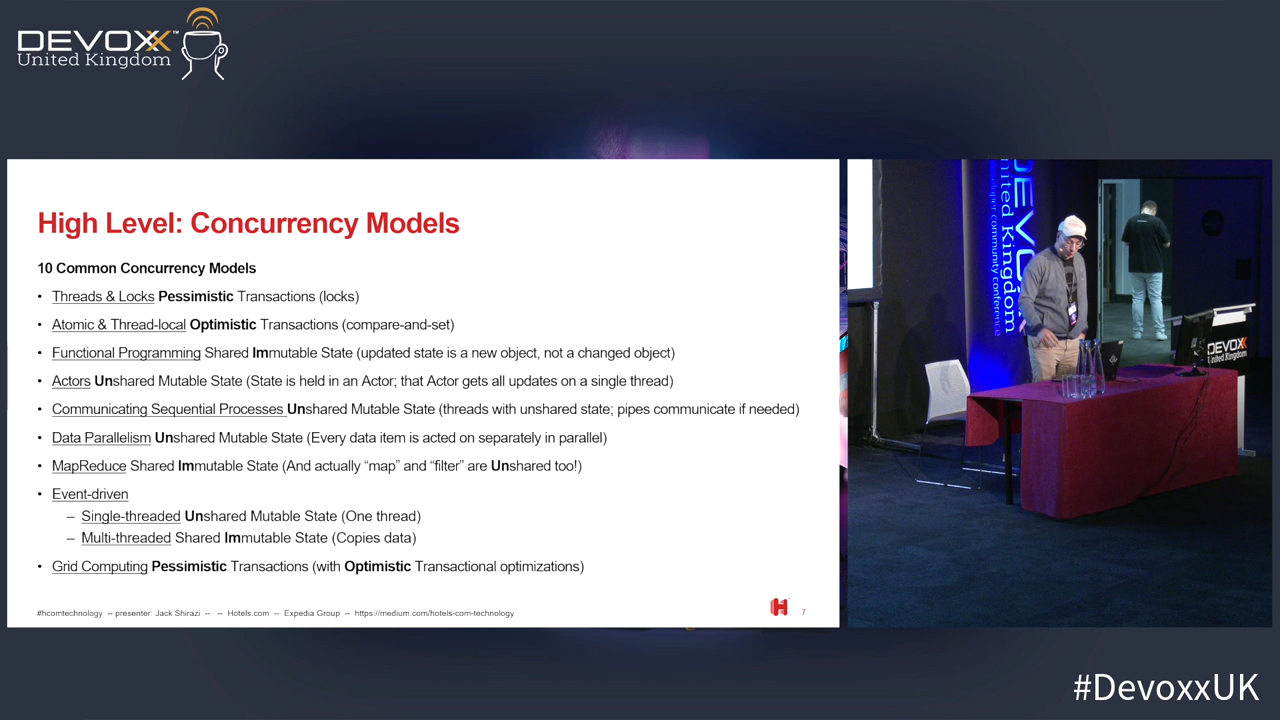 DEVOXX™
United Kingdom
High Level: Concurrency Models
10 Common Concurrency Models
• Threads & Locks Pessimistic Transactions (locks)
• Atomic & Thread-local Optimistic Transactions (compare-and-set)
• Functional Programming Shared Immutable State (updated state is a new object, not a changed object)
• Actors Unshared Mutable State (State is held in an Actor; that Actor gets all updates on a single thread)
• Communicating Sequential Processes Unshared Mutable State (threads with unshared state; pipes communicate if needed)
• Data Parallelism Unshared Mutable State (Every data item is acted on separately in parallel)
• MapReduce Shared Immutable State (And actually “map” and “filter” are Unshared too!)
• Event-driven
– Single-threaded Unshared Mutable State (One thread)
– Multi-threaded Shared Immutable State (Copies data)
• Grid Computing Pessimistic Transactions (with Optimistic Transactional optimizations)
#hcomtechnology -- presenter: Jack Shirazi -- -- Hotels.com -- Expedia Group -- https://medium.com/hotels-com-technology
7
DEVOXX
United Kingdom
developer community conference
DEVOXX
United Kingdom
#DevoxxUK